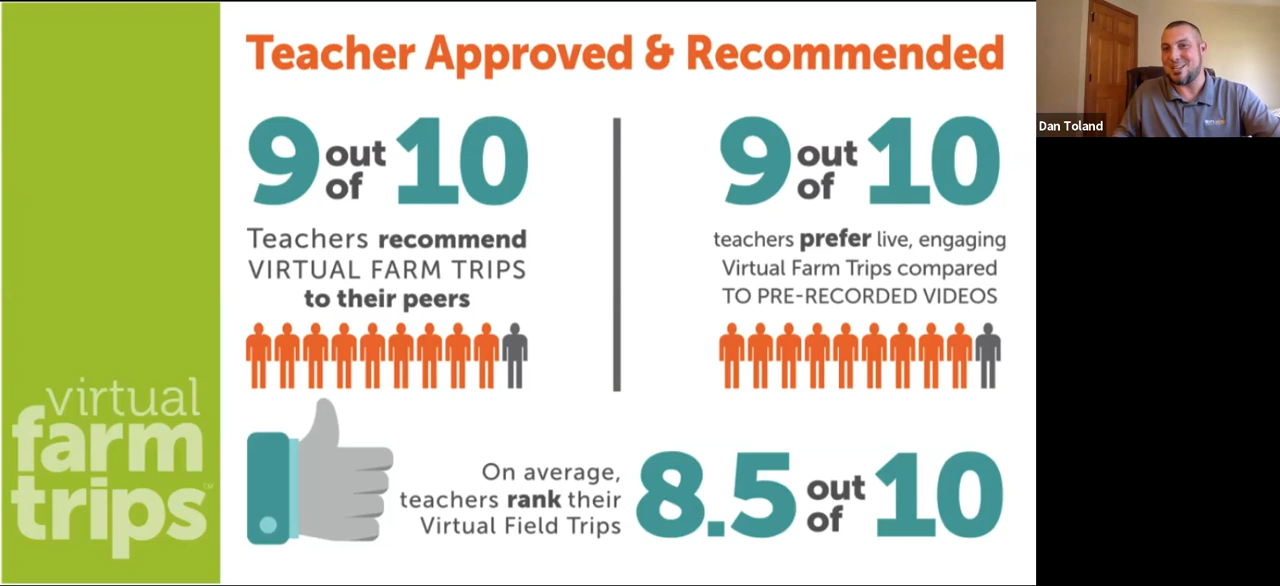 Teacher Approved & Recommended
9 out of 10
Teachers recommend
VIRTUAL FARM TRIPS
to their peers
9 out of 10
teachers prefer live, engaging
Virtual Farm Trips compared
TO PRE-RECORDED VIDEOS
On average,
teachers rank their
Virtual Field Trips
8.5 out of 10
virtual
farm
trips™
Dan Toland